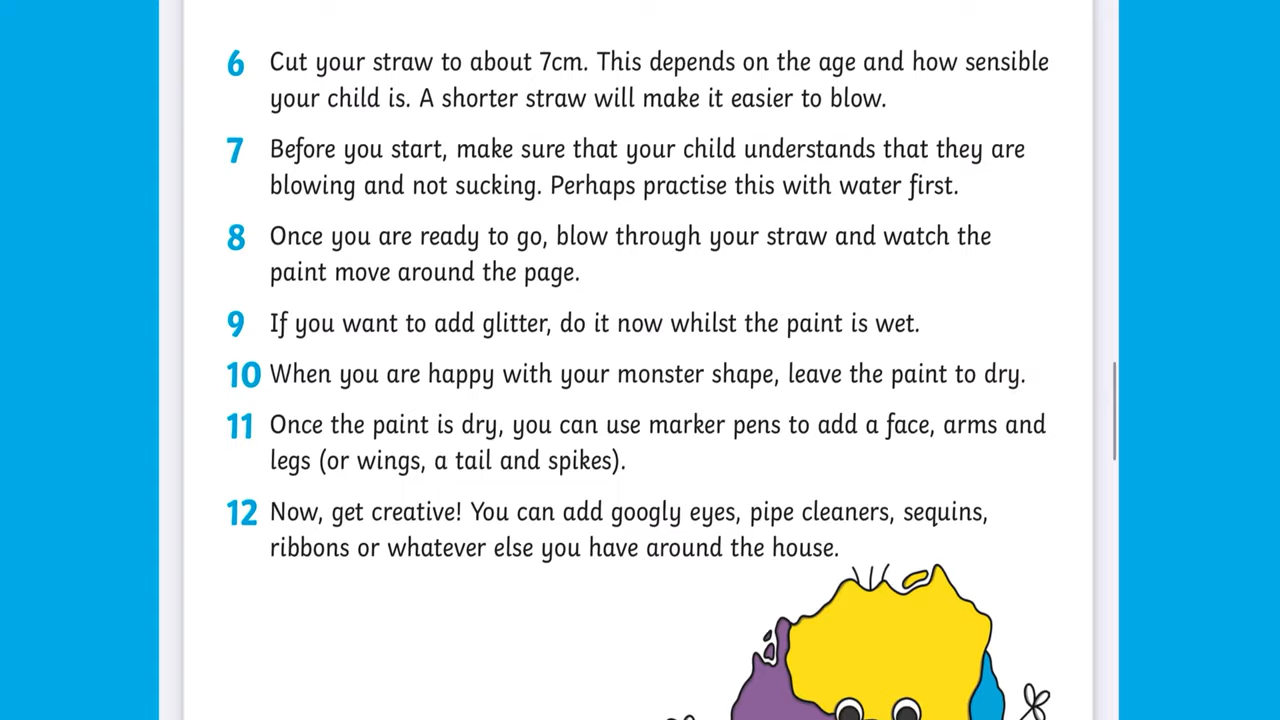 6 Cut your straw to about 7cm. This depends on the age and how sensible
your child is. A shorter straw will make it easier to blow.
7 Before you start, make sure that your child understands that they are
blowing and not sucking. Perhaps practise this with water first.
8 Once you are ready to go, blow through your straw and watch the
paint move around the page.
9 If you want to add glitter, do it now whilst the paint is wet.
10 When you are happy with your monster shape, leave the paint to dry.
11 Once the paint is dry, you can use marker pens to add a face, arms and
legs (or wings, a tail and spikes).
12 Now, get creative! You can add googly eyes, pipe cleaners, sequins,
ribbons or whatever else you have around the house.